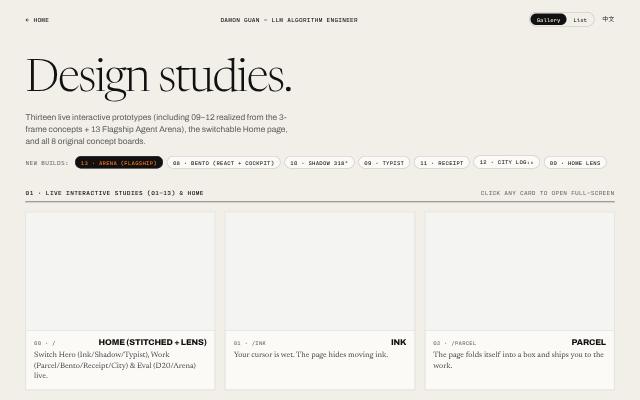 ← HOME
DAMON GUAN — LLM ALGORITHM ENGINEER
Gallery List 中文
Design studies.
Thirteen live interactive prototypes (including 09–12 realized from the 3-
frame concepts + 13 Flagship Agent Arena), the switchable Home page,
and all 8 original concept boards.
NEW BUILDS: 13 · ARENA (FLAGSHIP) 08 · BENTO (REACT + COCKPIT) 10 · SHADOW 318° 09 · TYPIST 11 · RECEIPT 12 · CITY LOG 00 · HOME LENS
01 · LIVE INTERACTIVE STUDIES (01–13) & HOME
CLICK ANY CARD TO OPEN FULL-SCREEN
00 · / HOME (STITCHED + LENS)
Switch Hero (Ink/Shadow/Typist), Work
(Parcel/Bento/Receipt/City) & Eval (D20/Arena)
live.
01 · /INK INK
Your cursor is wet. The page hides moving ink.
02 · /PARCEL PARCEL
The page folds itself into a box and ships you to the
work.